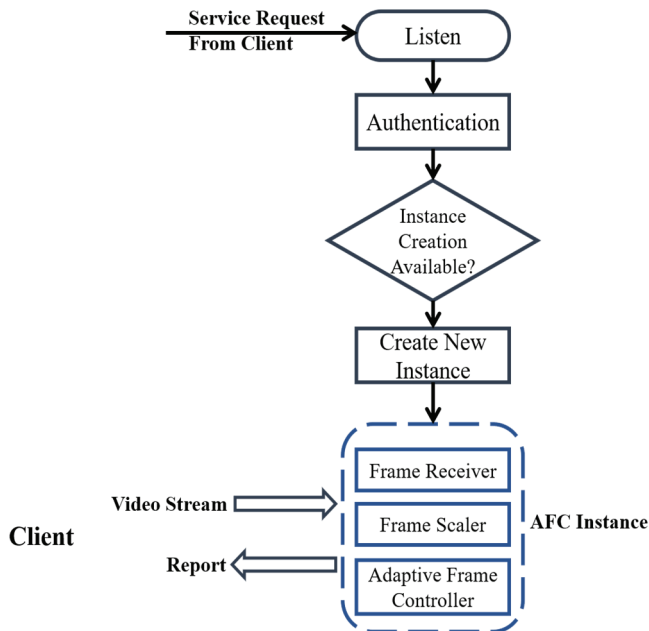 Service Request
From Client
Listen
Authentication
Instance
Creation
Available?
Create New
Instance
Frame Receiver
Video Stream
Frame Scaler
AFC Instance
Client
Report
Adaptive Frame
Controller